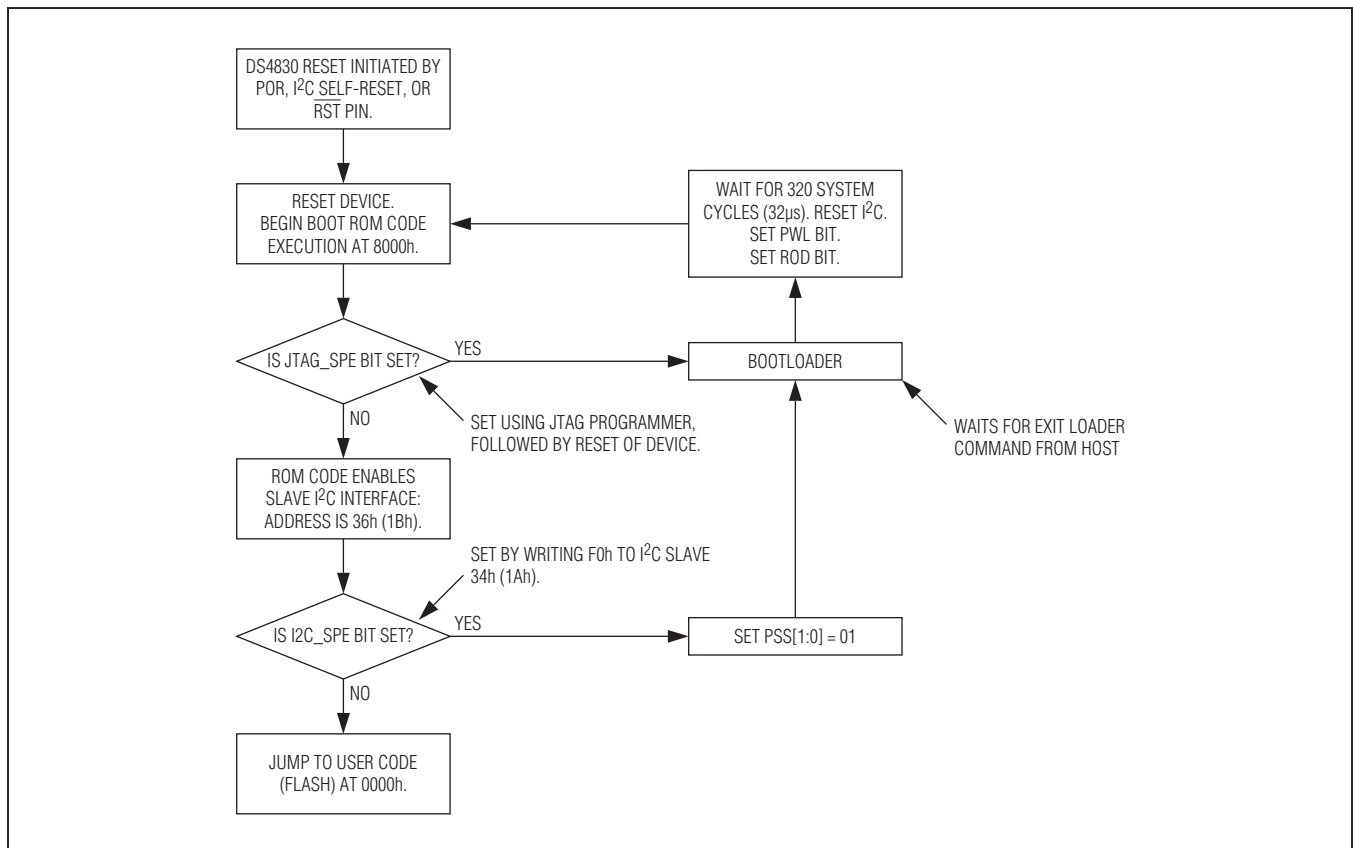 DS4830 RESET INITIATED BY
POR, I²C SELF-RESET, OR
RST PIN.
RESET DEVICE.
BEGIN BOOT ROM CODE
EXECUTION AT 8000h.
WAIT FOR 320 SYSTEM
CYCLES (32µs). RESET I²C.
SET PWL BIT.
SET ROD BIT.
IS JTAG_SPE BIT SET?
YES
BOOTLOADER
NO
SET USING JTAG PROGRAMMER,
FOLLOWED BY RESET OF DEVICE.
WAITS FOR EXIT LOADER
COMMAND FROM HOST
ROM CODE ENABLES
SLAVE I²C INTERFACE:
ADDRESS IS 36h (1Bh).
SET BY WRITING F0h TO I²C SLAVE
34h (1Ah).
IS I2C_SPE BIT SET?
YES
SET PSS[1:0] = 01
NO
JUMP TO USER CODE
(FLASH) AT 0000h.